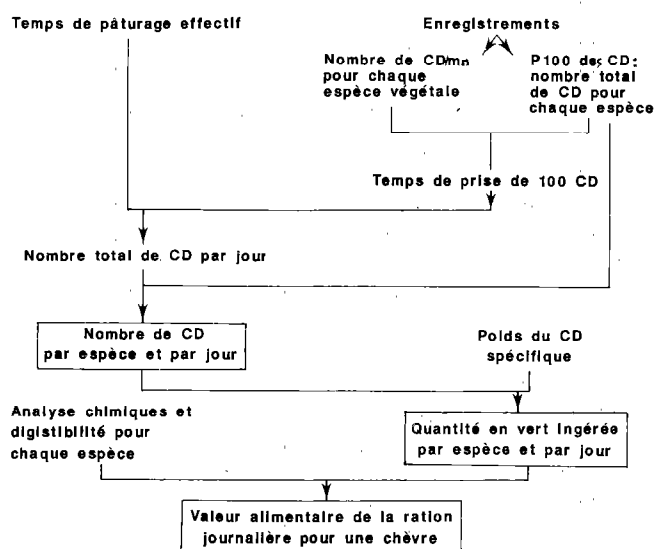 Temps de pâturage effectif
Enregistrements
Nombre de CD/mn
pour chaque
espèce végétale
P100 des CD:
nombre total
de CD pour
chaque espèce
Temps de prise de 100 CD
Nombre total de CD par jour
Nombre de CD
par espèce et par jour
Poids du CD
spécifique
Analyse chimiques et
digistibilité pour
chaque espèce
Quantité en vert Ingérée
par espèce et par jour
Valeur alimentaire de la ration
journalière pour une chèvre